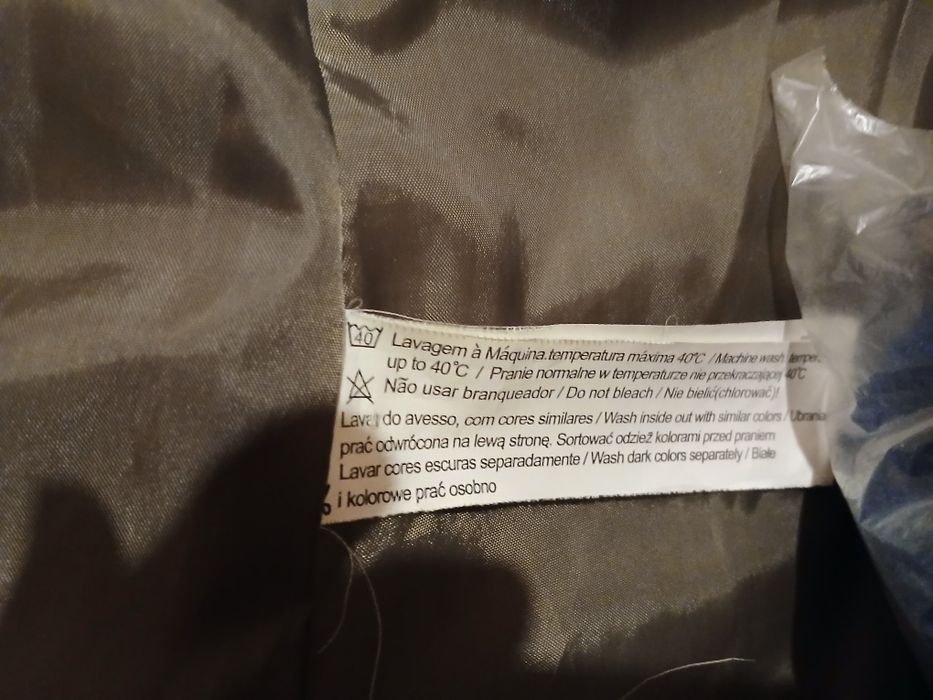 40 Lavagem à Máquina.temperatura máxima 40°C / Machine wash temper.
up to 40°C / Pranie normalne w temperaturze nie przekraczającej 40°C
Não usar branqueador / Do not bleach / Nie bielić(chlorować)!
Lavar do avesso, com cores similares / Wash inside out with similar colors / Ubrania
prać odwrócona na lewą stronę. Sortować odzież kolorami przed praniem
Lavar cores escuras separadamente / Wash dark colors separately / Białe
i kolorowe prać osobno